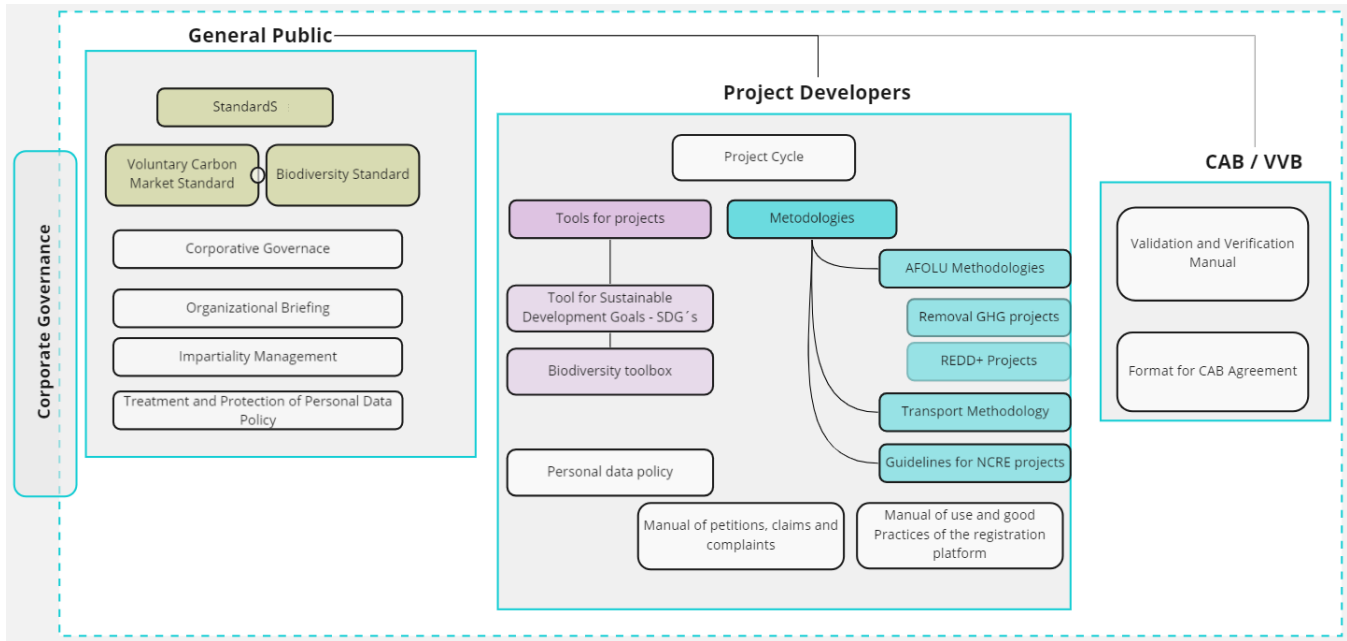 Corporate Governance
General Public
StandardS
Voluntary Carbon
Market Standard
Biodiversity Standard
Corporative Governace
Organizational Briefing
Impartiality Management
Treatment and Protection of Personal Data
Policy
Project Developers
Project Cycle
Tools for projects
Tool for Sustainable
Development Goals - SDG´s
Biodiversity toolbox
Metodologies
AFOLU Methodologies
Removal GHG projects
REDD+ Projects
Transport Methodology
Guidelines for NCRE projects
Personal data policy
Manual of petitions, claims and
complaints
Manual of use and good
Practices of the registration
platform
CAB / VVB
Validation and Verification
Manual
Format for CAB Agreement